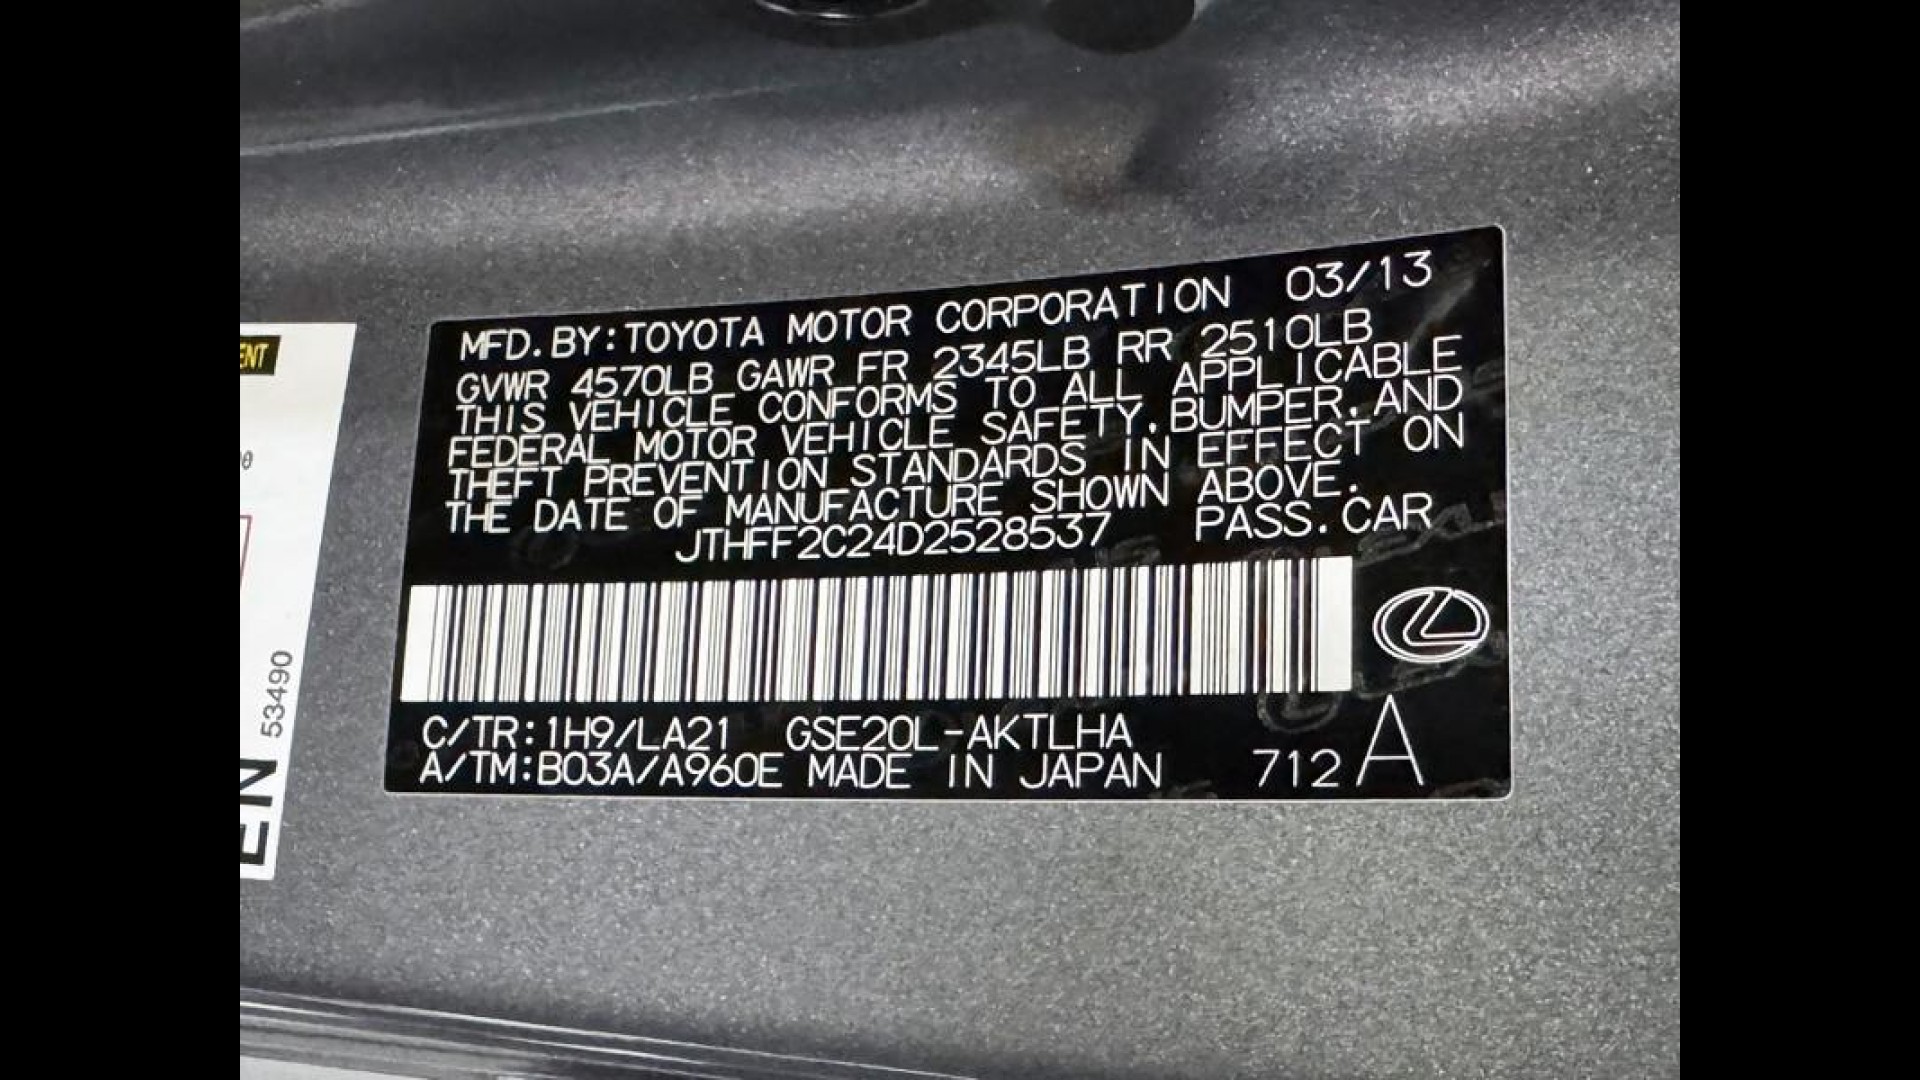 MFD. BY: TOYOTA MOTOR CORPORATION 03/13
GVWR 4570LB GAWR FR 2345LB RR 2510LB
THIS VEHICLE CONFORMS TO ALL APPLICABLE
FEDERAL MOTOR VEHICLE SAFETY, BUMPER, AND
THEFT PREVENTION STANDARDS IN EFFECT ON
THE DATE OF MANUFACTURE SHOWN ABOVE.
JTHFF2C24D2528537 PASS. CAR
C/TR: 1H9/LA21 GSE20L-AKTLHA
A/TM: B03A/A960E MADE IN JAPAN 712 A
53490
EN